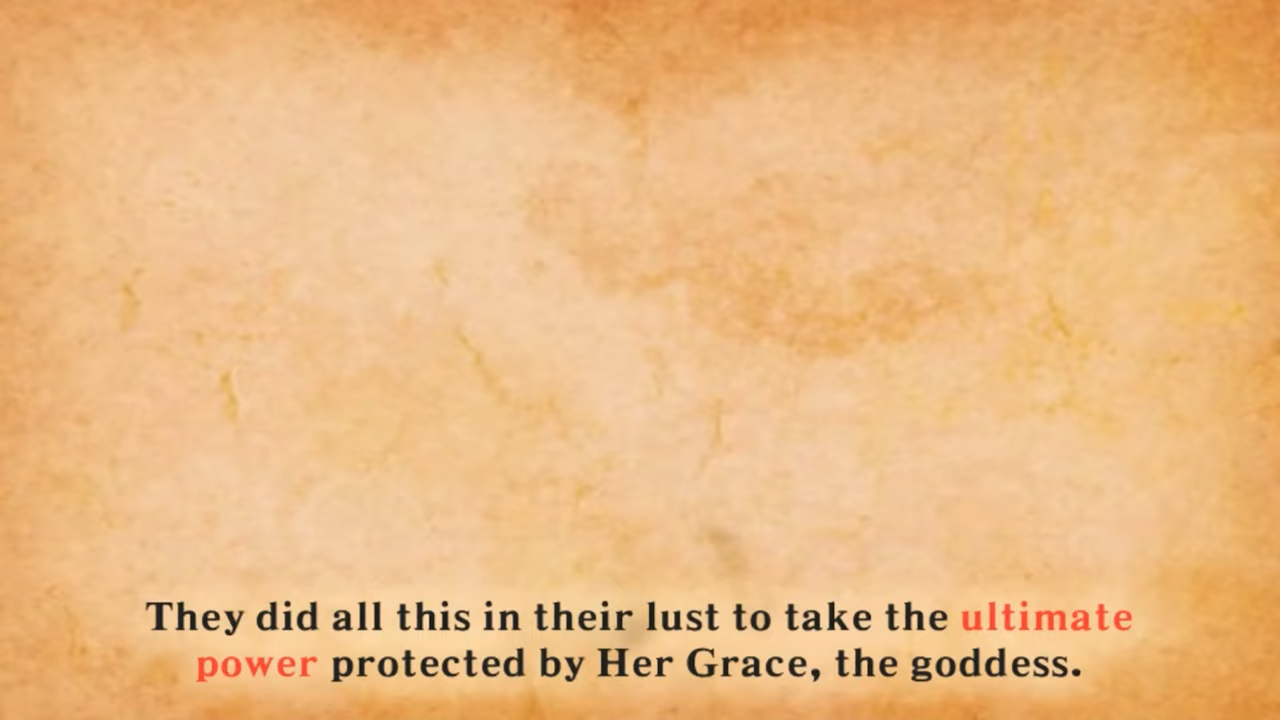 They did all this in their lust to take the ultimate
power protected by Her Grace, the goddess.